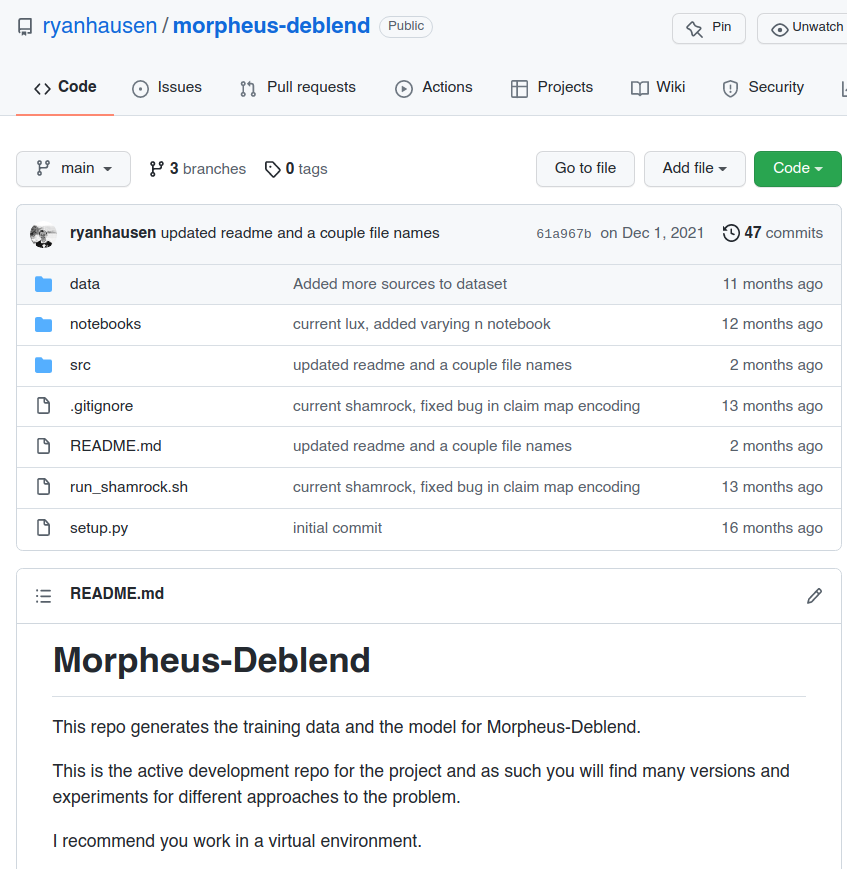 ryanhausen / morpheus-deblend Public Pin Unwatch
Code Issues Pull requests Actions Projects Wiki Security
main 3 branches 0 tags Go to file Add file Code
ryanhausen updated readme and a couple file names 61a967b on Dec 1, 2021 47 commits
data Added more sources to dataset 11 months ago
notebooks current lux, added varying n notebook 12 months ago
src updated readme and a couple file names 2 months ago
.gitignore current shamrock, fixed bug in claim map encoding 13 months ago
README.md updated readme and a couple file names 2 months ago
run_shamrock.sh current shamrock, fixed bug in claim map encoding 13 months ago
setup.py initial commit 16 months ago
README.md
Morpheus-Deblend
This repo generates the training data and the model for Morpheus-Deblend.
This is the active development repo for the project and as such you will find many versions and
experiments for different approaches to the problem.
I recommend you work in a virtual environment.